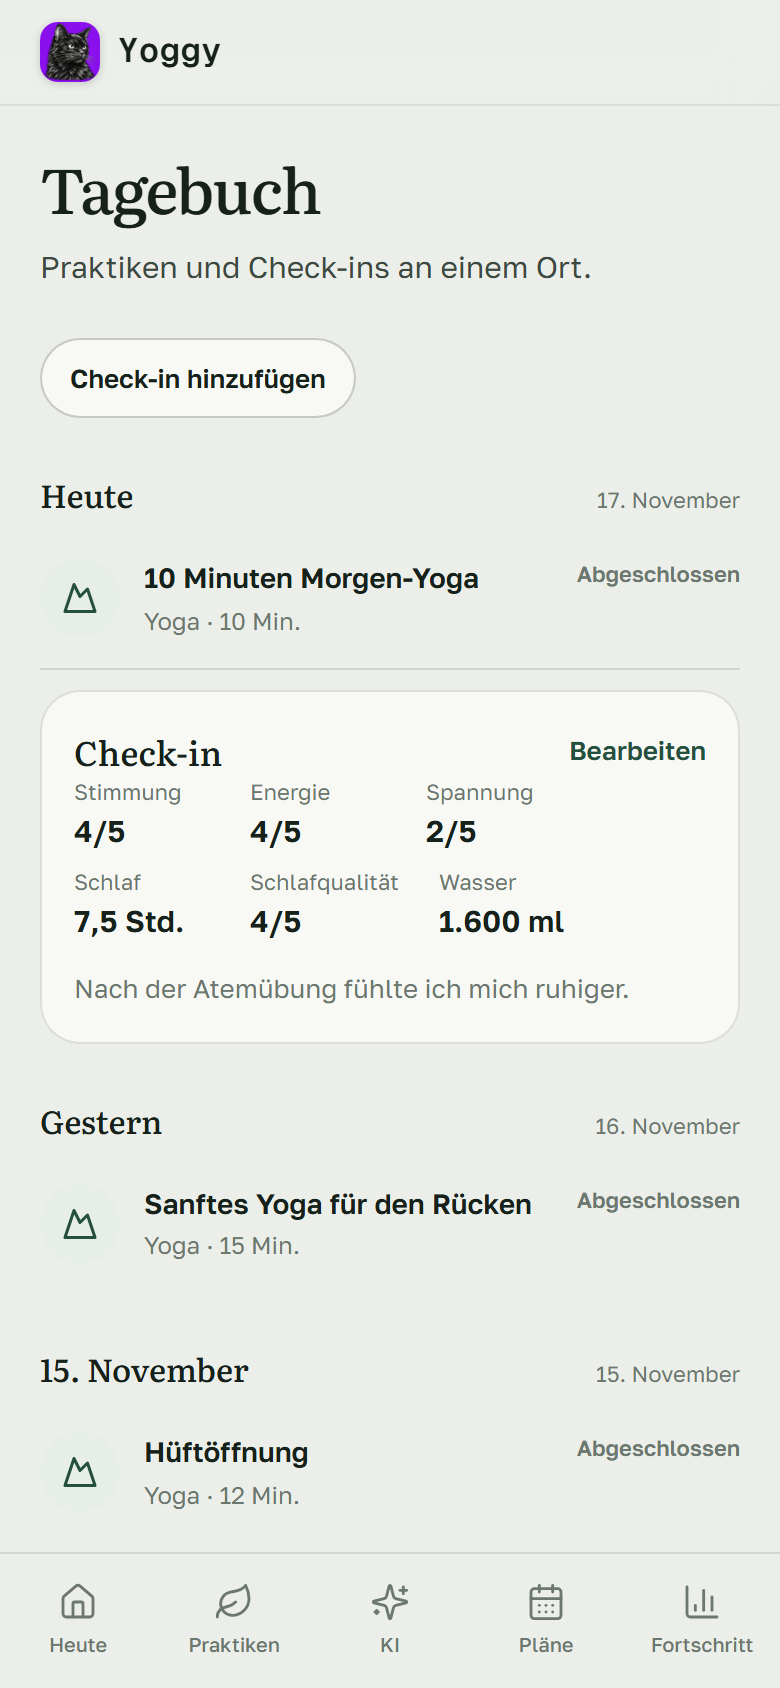 Yoggy
Tagebuch
Praktiken und Check-ins an einem Ort.
Check-in hinzufügen
Heute 17. November
10 Minuten Morgen-Yoga Abgeschlossen
Yoga · 10 Min.
Check-in Bearbeiten
Stimmung Energie Spannung
4/5 4/5 2/5
Schlaf Schlafqualität Wasser
7,5 Std. 4/5 1.600 ml
Nach der Atemübung fühlte ich mich ruhiger.
Gestern 16. November
Sanftes Yoga für den Rücken Abgeschlossen
Yoga · 15 Min.
15. November 15. November
Hüftöffnung Abgeschlossen
Yoga · 12 Min.
Heute Praktiken KI Pläne Fortschritt